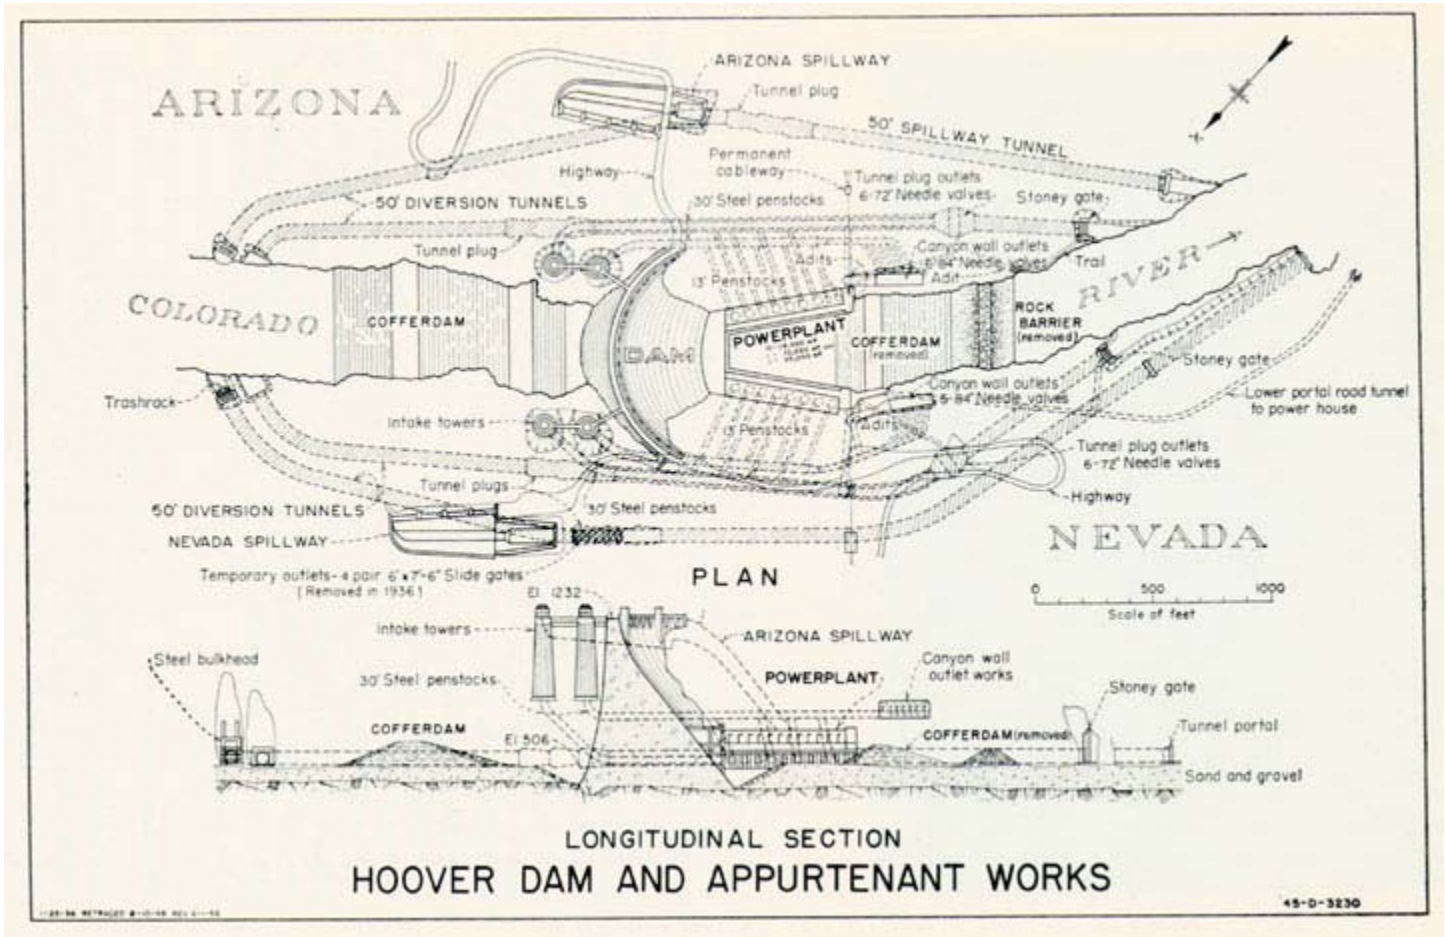 ARIZONA
ARIZONA SPILLWAY
Tunnel plug
50' SPILLWAY TUNNEL
Permanent
cableway
Highway
Tunnel plug outlets
6-72" Needle valves
30' Steel penstocks
Stoney gate
50' DIVERSION TUNNELS
Tunnel plug
Adits
Canyon wall outlets
Needle valves
Adit
Trail
13' Penstocks
COLORADO
RIVER
COFFERDAM
DAM
POWERPLANT
COFFERDAM
(removed)
ROCK
BARRIER
(removed)
Stoney gate
Trashrack
Canyon wall outlets
Needle valves
Lower portal road tunnel
to power house
Intake towers
13' Penstocks
Adits
Tunnel plug outlets
6-72" Needle valves
Tunnel plugs
Highway
50' DIVERSION TUNNELS
30' Steel penstocks
NEVADA SPILLWAY
NEVADA
Temporary outlets-4 pair 6' x 7'-6" Slide gates
(Removed in 1936)
PLAN
0 500 1000
Scale of feet
El. 1232
Intake towers
ARIZONA SPILLWAY
Steel bulkhead
Canyon wall
outlet works
POWERPLANT
30' Steel penstocks
Stoney gate
COFFERDAM
COFFERDAM (removed)
Tunnel portal
El 506
Sand and gravel
LONGITUDINAL SECTION
HOOVER DAM AND APPURTENANT WORKS
45-D-3230